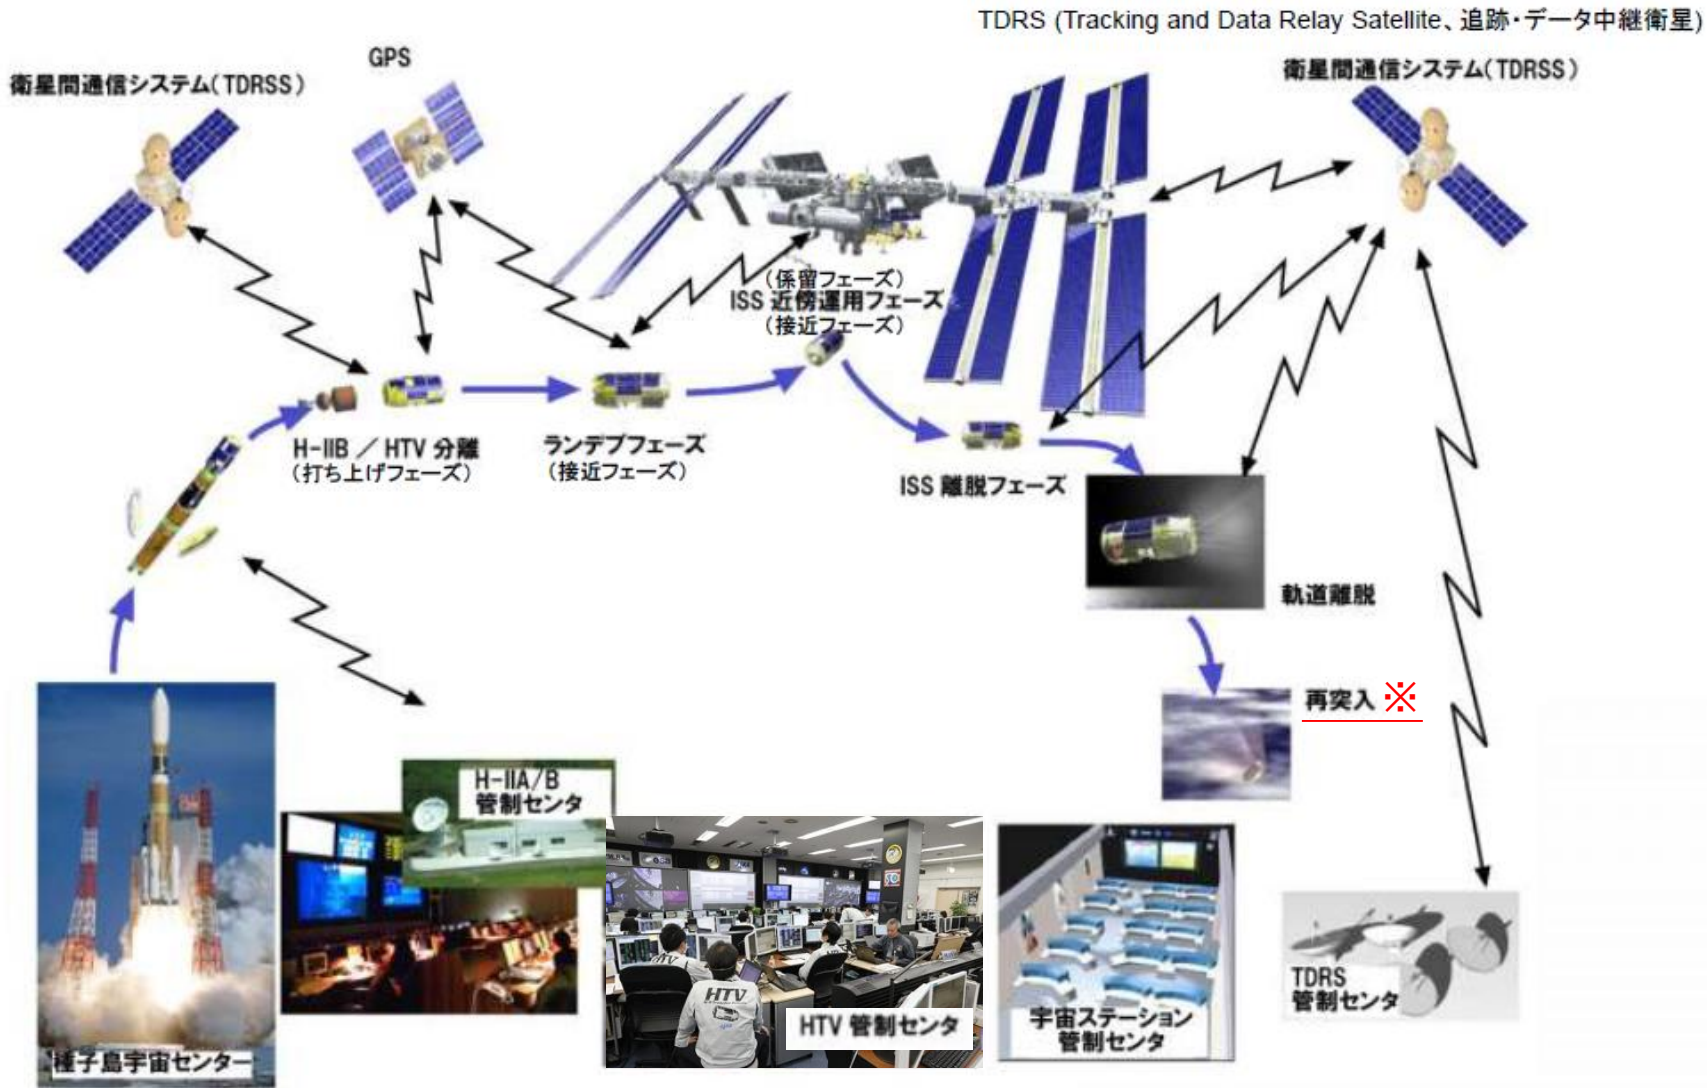 TDRS (Tracking and Data Relay Satellite、追跡・データ中継衛星)
衛星間通信システム(TDRSS)
GPS
衛星間通信システム(TDRSS)
(係留フェーズ)
ISS 近傍運用フェーズ
(接近フェーズ)
H-IIB / HTV 分離
(打ち上げフェーズ)
ランデブフェーズ
(接近フェーズ)
ISS 離脱フェーズ
軌道離脱
再突入 ※
H-IIA/B
管制センタ
種子島宇宙センター
HTV
HTV 管制センタ
宇宙ステーション
管制センタ
TDRS
管制センタ